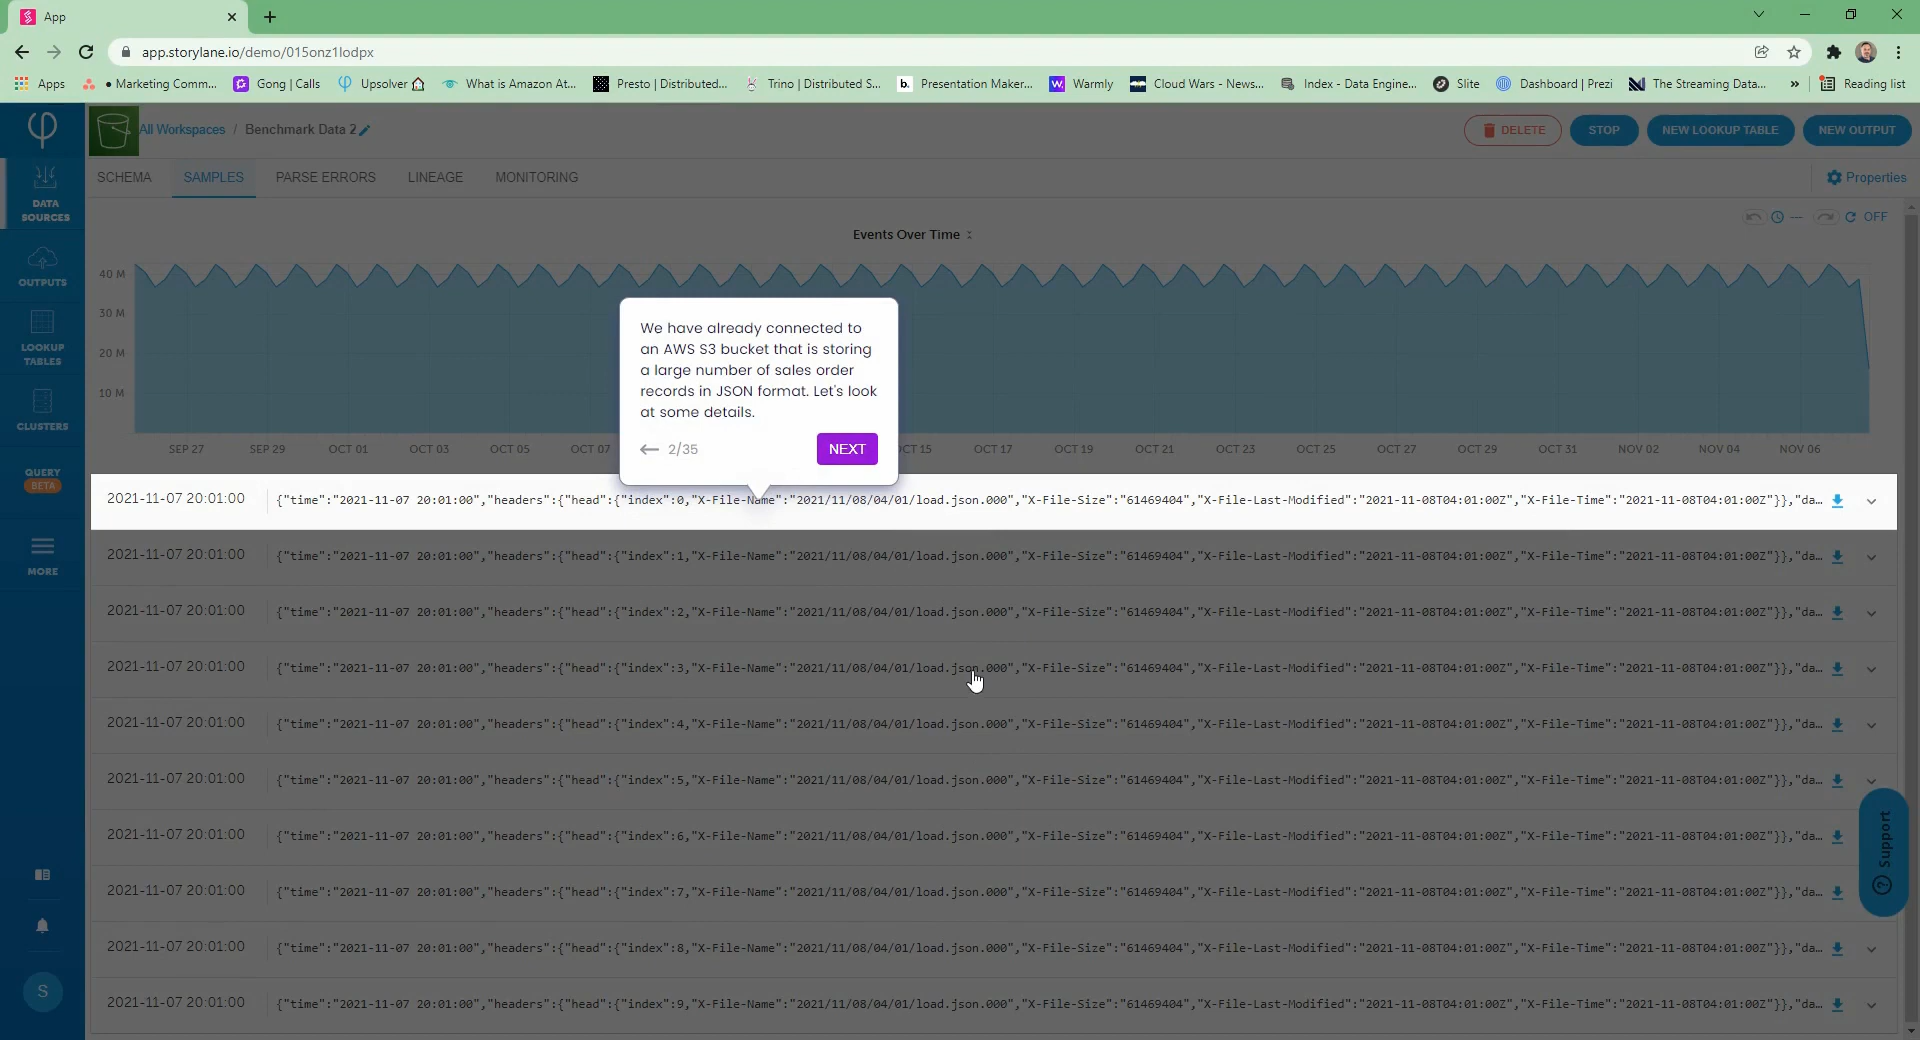 App
app.storylane.io/demo/015onz1lodpx
Apps
• Marketing Comm...
Gong | Calls
Upsolver
What is Amazon At...
Presto | Distributed...
Trino | Distributed S...
b. Presentation Maker...
W Warmly
Cloud Wars - News...
Index - Data Engine...
Slite
Dashboard | Prezi
The Streaming Data...
»
Reading list
All Workspaces / Benchmark Data 2
DELETE
STOP
NEW LOOKUP TABLE
NEW OUTPUT
SCHEMA
SAMPLES
PARSE ERRORS
LINEAGE
MONITORING
Properties
DATA
SOURCES
OUTPUTS
LOOKUP
TABLES
CLUSTERS
QUERY
BETA
MORE
S
--- OFF
Events Over Time
40 M
30 M
20 M
10 M
SEP 27 SEP 29 OCT 01 OCT 03 OCT 05 OCT 07 OCT 15 OCT 17 OCT 19 OCT 21 OCT 23 OCT 25 OCT 27 OCT 29 OCT 31 NOV 02 NOV 04 NOV 06
We have already connected to
an AWS S3 bucket that is storing
a large number of sales order
records in JSON format. Let's look
at some details.
2/35
NEXT
2021-11-07 20:01:00 {"time":"2021-11-07 20:01:00","headers":{"head":{"index":0,"X-File-Name":"2021/11/08/04/01/load.json.000","X-File-Size":"61469404","X-File-Last-Modified":"2021-11-08T04:01:00Z","X-File-Time":"2021-11-08T04:01:00Z"}},"da...
2021-11-07 20:01:00 {"time":"2021-11-07 20:01:00","headers":{"head":{"index":1,"X-File-Name":"2021/11/08/04/01/load.json.000","X-File-Size":"61469404","X-File-Last-Modified":"2021-11-08T04:01:00Z","X-File-Time":"2021-11-08T04:01:00Z"}},"da...
2021-11-07 20:01:00 {"time":"2021-11-07 20:01:00","headers":{"head":{"index":2,"X-File-Name":"2021/11/08/04/01/load.json.000","X-File-Size":"61469404","X-File-Last-Modified":"2021-11-08T04:01:00Z","X-File-Time":"2021-11-08T04:01:00Z"}},"da...
2021-11-07 20:01:00 {"time":"2021-11-07 20:01:00","headers":{"head":{"index":3,"X-File-Name":"2021/11/08/04/01/load.json.000","X-File-Size":"61469404","X-File-Last-Modified":"2021-11-08T04:01:00Z","X-File-Time":"2021-11-08T04:01:00Z"}},"da...
2021-11-07 20:01:00 {"time":"2021-11-07 20:01:00","headers":{"head":{"index":4,"X-File-Name":"2021/11/08/04/01/load.json.000","X-File-Size":"61469404","X-File-Last-Modified":"2021-11-08T04:01:00Z","X-File-Time":"2021-11-08T04:01:00Z"}},"da...
2021-11-07 20:01:00 {"time":"2021-11-07 20:01:00","headers":{"head":{"index":5,"X-File-Name":"2021/11/08/04/01/load.json.000","X-File-Size":"61469404","X-File-Last-Modified":"2021-11-08T04:01:00Z","X-File-Time":"2021-11-08T04:01:00Z"}},"da...
2021-11-07 20:01:00 {"time":"2021-11-07 20:01:00","headers":{"head":{"index":6,"X-File-Name":"2021/11/08/04/01/load.json.000","X-File-Size":"61469404","X-File-Last-Modified":"2021-11-08T04:01:00Z","X-File-Time":"2021-11-08T04:01:00Z"}},"da...
2021-11-07 20:01:00 {"time":"2021-11-07 20:01:00","headers":{"head":{"index":7,"X-File-Name":"2021/11/08/04/01/load.json.000","X-File-Size":"61469404","X-File-Last-Modified":"2021-11-08T04:01:00Z","X-File-Time":"2021-11-08T04:01:00Z"}},"da...
2021-11-07 20:01:00 {"time":"2021-11-07 20:01:00","headers":{"head":{"index":8,"X-File-Name":"2021/11/08/04/01/load.json.000","X-File-Size":"61469404","X-File-Last-Modified":"2021-11-08T04:01:00Z","X-File-Time":"2021-11-08T04:01:00Z"}},"da...
2021-11-07 20:01:00 {"time":"2021-11-07 20:01:00","headers":{"head":{"index":9,"X-File-Name":"2021/11/08/04/01/load.json.000","X-File-Size":"61469404","X-File-Last-Modified":"2021-11-08T04:01:00Z","X-File-Time":"2021-11-08T04:01:00Z"}},"da...
Support